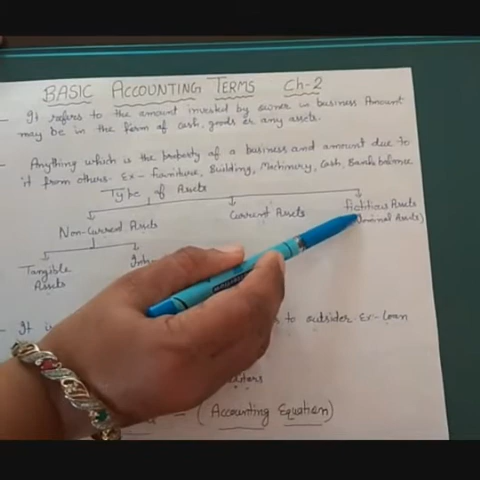 BASIC ACCOUNTING TERMS Ch-2
- It refers to the amount invested by owner in business Amount
may be in the form of cash, goods or any assets.
- Anything which is the property of a business and amount due to
it from others. Ex- Furniture, Building, Machinery, Cash, Bank balance
Type of Assets
Non-Current Assets Current Assets Fictitious Assets
Tangible
Assets
- It is to outsider. Ex- Loan
(Accounting Equation)